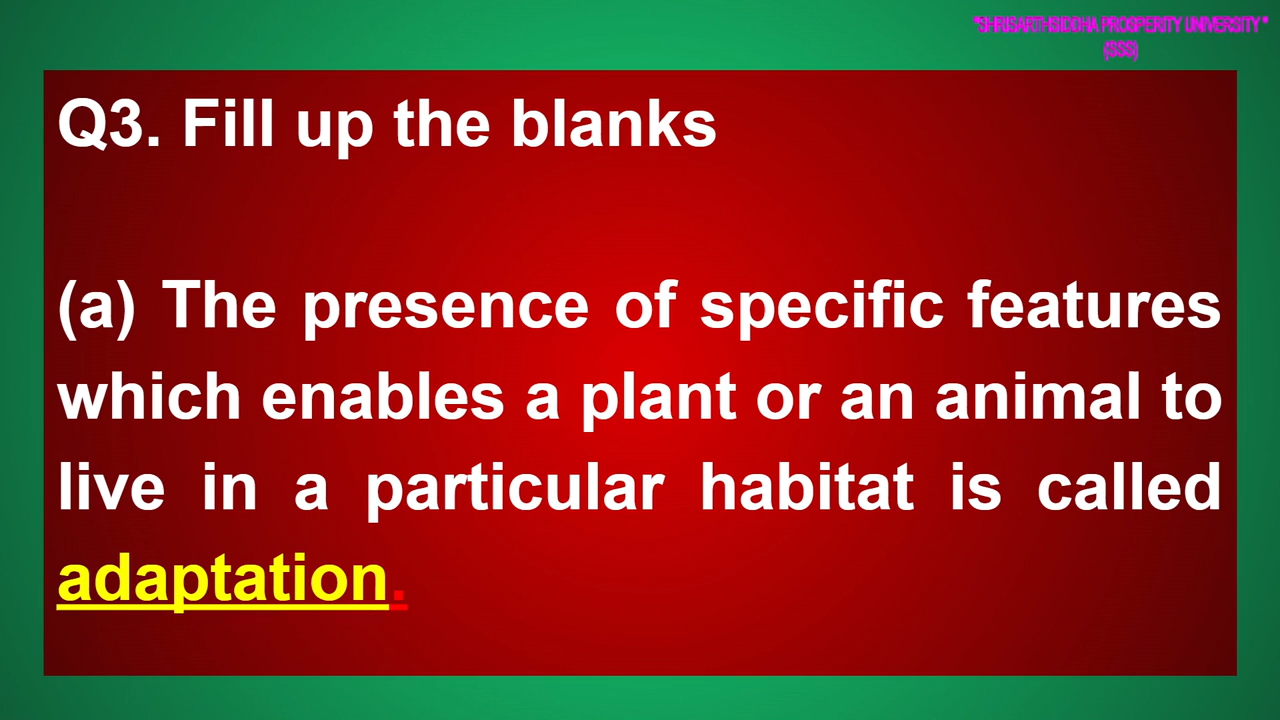 "SHRISARTHSIDDHA PROSPERITY UNIVERSITY"
(SSS)
Q3. Fill up the blanks
(a) The presence of specific features
which enables a plant or an animal to
live in a particular habitat is called
adaptation.